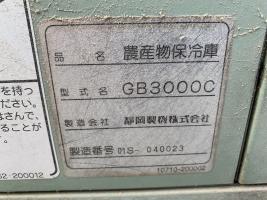 品名 農産物保冷庫
型式名 GB3000C
製造会社 静岡製機株式会社
製造番号 01S- 040023
10710-200002
を持っ
ださい。
はさんで、
ることが
62-200012